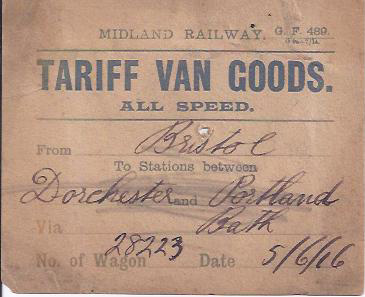 MIDLAND RAILWAY. G. F. 489.
TARIFF VAN GOODS.
ALL SPEED.
From Bristol
To Stations between
Dorchester and Portland
Via Bath
No. of Wagon 28223 Date 5/6/16